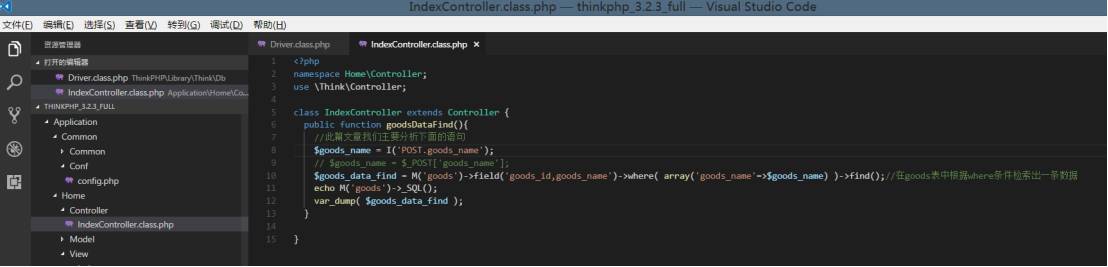 IndexController.class.php — thinkphp_3.2.3_full — Visual Studio Code
文件(F) 编辑(E) 选择(S) 查看(V) 转到(G) 调试(D) 帮助(H)
资源管理器
打开的编辑器
Driver.class.php ThinkPHP\Library\Think\Db
IndexController.class.php Application\Home\Co...
THINKPHP_3.2.3_FULL
Application
Common
Common
Conf
config.php
Home
Controller
IndexController.class.php
Model
View
Driver.class.php IndexController.class.php ×
1 <?php
2 namespace Home\Controller;
3 use \Think\Controller;
4
5 class IndexController extends Controller {
6 public function goodsDataFind(){
7 //此篇文章我们主要分析下面的语句
8 $goods_name = I('POST.goods_name');
9 // $goods_name = $_POST['goods_name'];
10 $goods_data_find = M('goods')->field('goods_id,goods_name')->where( array('goods_name'=>$goods_name) )->find();//在goods表中根据where条件检索出一条数据
11 echo M('goods')->_SQL();
12 var_dump( $goods_data_find );
13 }
14
15 }